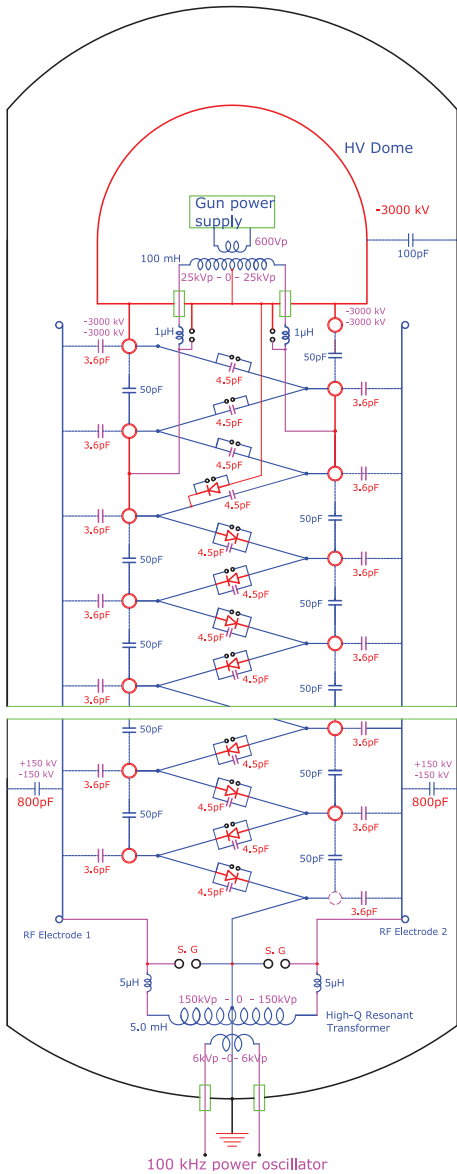 HV Dome
-3000 kV
100pF
Gun power
supply
600Vp
100 mH
25kVp - 0 - 25kVp
1μH
1μH
-3000 kV
-3000 kV
-3000 kV
-3000 kV
3.6pF
50pF
4.5pF
50pF
3.6pF
4.5pF
3.6pF
4.5pF
50pF
3.6pF
4.5pF
3.6pF
50pF
4.5pF
50pF
3.6pF
4.5pF
3.6pF
50pF
4.5pF
50pF
3.6pF
4.5pF
3.6pF
50pF
50pF
3.6pF
4.5pF
+150 kV
-150 kV
800pF
+150 kV
-150 kV
800pF
3.6pF
50pF
4.5pF
50pF
3.6pF
4.5pF
3.6pF
50pF
4.5pF
3.6pF
RF Electrode 1
RF Electrode 2
S. G
S. G
5μH
5μH
150kVp - 0 - 150kVp
5.0 mH
High-Q Resonant
Transformer
6kVp -0- 6kVp
100 kHz power oscillator